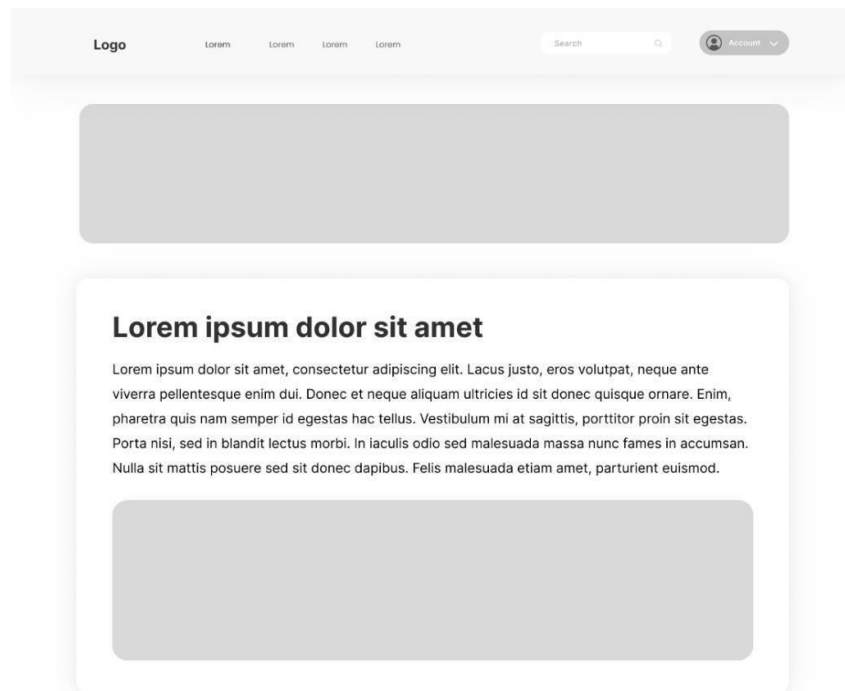 Logo
Lorem
Lorem
Lorem
Lorem
Search
Account
Lorem ipsum dolor sit amet
Lorem ipsum dolor sit amet, consectetur adipiscing elit. Lacus justo, eros volutpat, neque ante
viverra pellentesque enim dui. Donec et neque aliquam ultricies id sit donec quisque ornare. Enim,
pharetra quis nam semper id egestas hac tellus. Vestibulum mi at sagittis, porttitor proin sit egestas.
Porta nisi, sed in blandit lectus morbi. In iaculis odio sed malesuada massa nunc fames in accumsan.
Nulla sit mattis posuere sed sit donec dapibus. Felis malesuada etiam amet, parturient euismod.